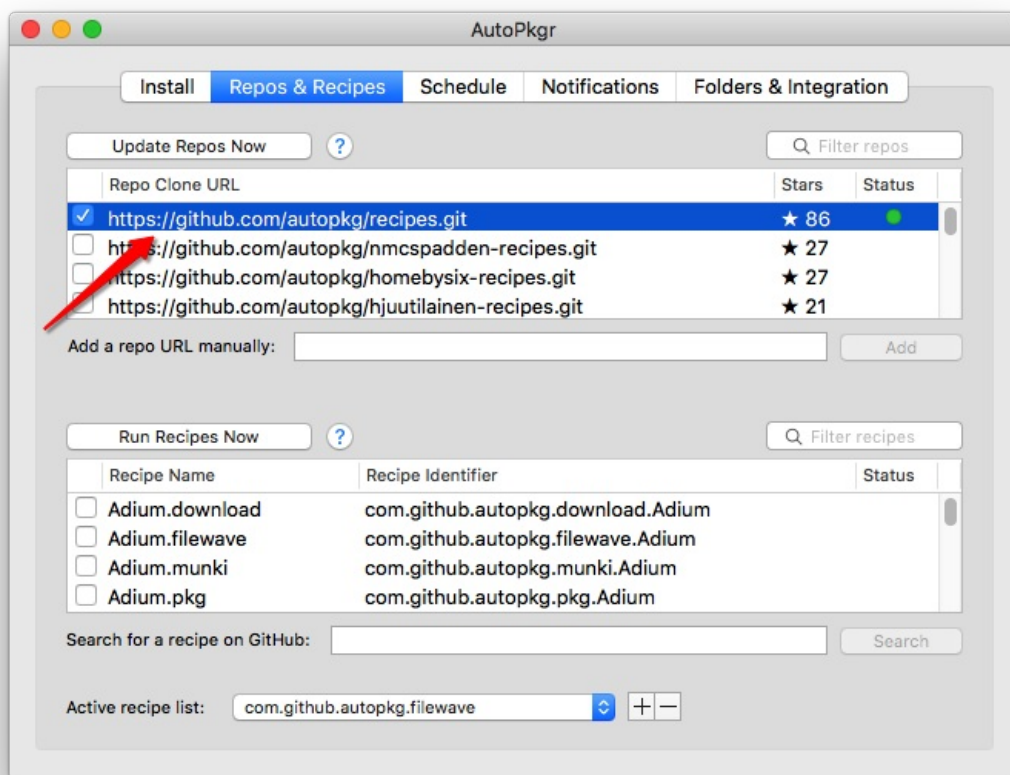 AutoPkgr
Install Repos & Recipes Schedule Notifications Folders & Integration
Update Repos Now ? Filter repos
Repo Clone URL Stars Status
https://github.com/autopkg/recipes.git ★ 86
https://github.com/autopkg/nmcspadden-recipes.git ★ 27
https://github.com/autopkg/homebysix-recipes.git ★ 27
https://github.com/autopkg/hjuutilainen-recipes.git ★ 21
Add a repo URL manually: Add
Run Recipes Now ? Filter recipes
Recipe Name Recipe Identifier Status
Adium.download com.github.autopkg.download.Adium
Adium.filewave com.github.autopkg.filewave.Adium
Adium.munki com.github.autopkg.munki.Adium
Adium.pkg com.github.autopkg.pkg.Adium
Search for a recipe on GitHub: Search
Active recipe list: com.github.autopkg.filewave + −